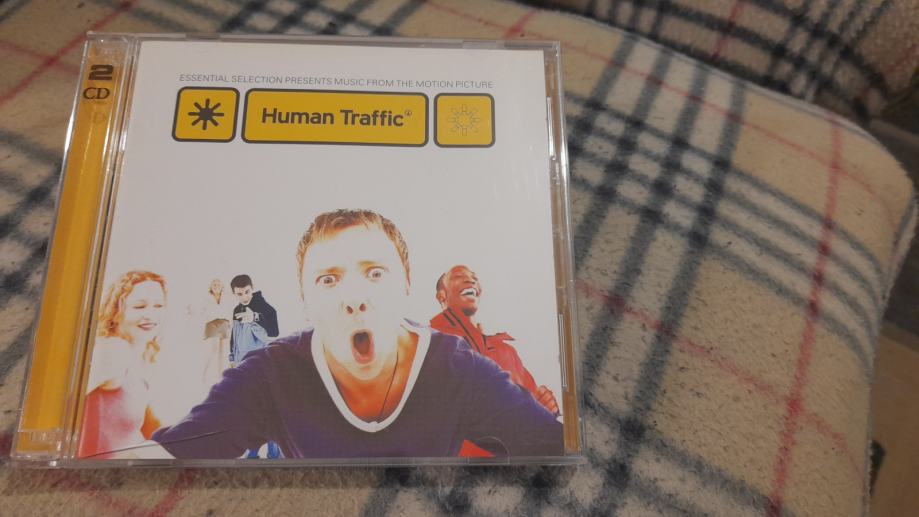 2
CD
ESSENTIAL SELECTION PRESENTS MUSIC FROM THE MOTION PICTURE
Human Traffic